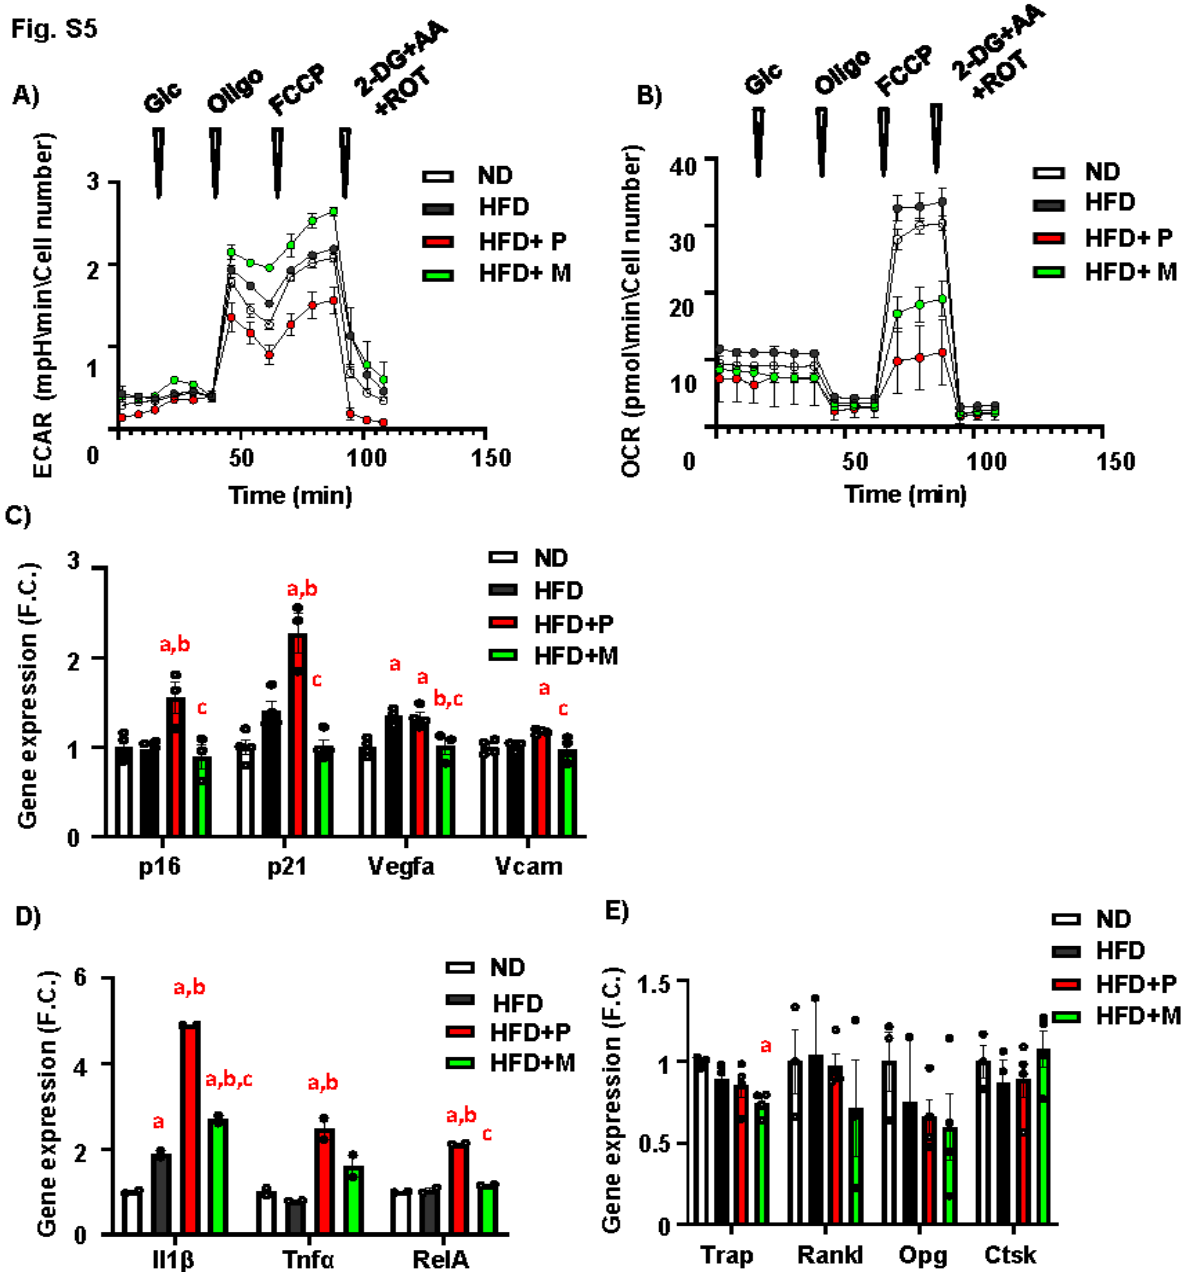 Fig. S5
A)
Glc
Oligo
FCCP
2-DG+AA
+ROT
ECAR (mpH\min\Cell number)
3
2
1
0
50
100
150
Time (min)
ND
HFD
HFD+ P
HFD+ M
B)
Glc
Oligo
FCCP
2-DG+AA
+ROT
OCR (pmol\min\Cell number)
40
30
20
10
0
50
100
150
Time (min)
ND
HFD
HFD+ P
HFD+ M
C)
Gene expression (F.C.)
3
2
1
0
ND
HFD
HFD+P
HFD+M
a,b
c
a,b
c
a
a
b,c
a
c
p16
p21
Vegfa
Vcam
D)
Gene expression (F.C.)
6
4
2
0
ND
HFD
HFD+P
HFD+M
a
a,b
a,b,c
a,b
a,b
c
Il1β
Tnfα
RelA
E)
Gene expression (F.C.)
1.5
1
0.5
0
ND
HFD
HFD+P
HFD+M
a
Trap
Rankl
Opg
Ctsk